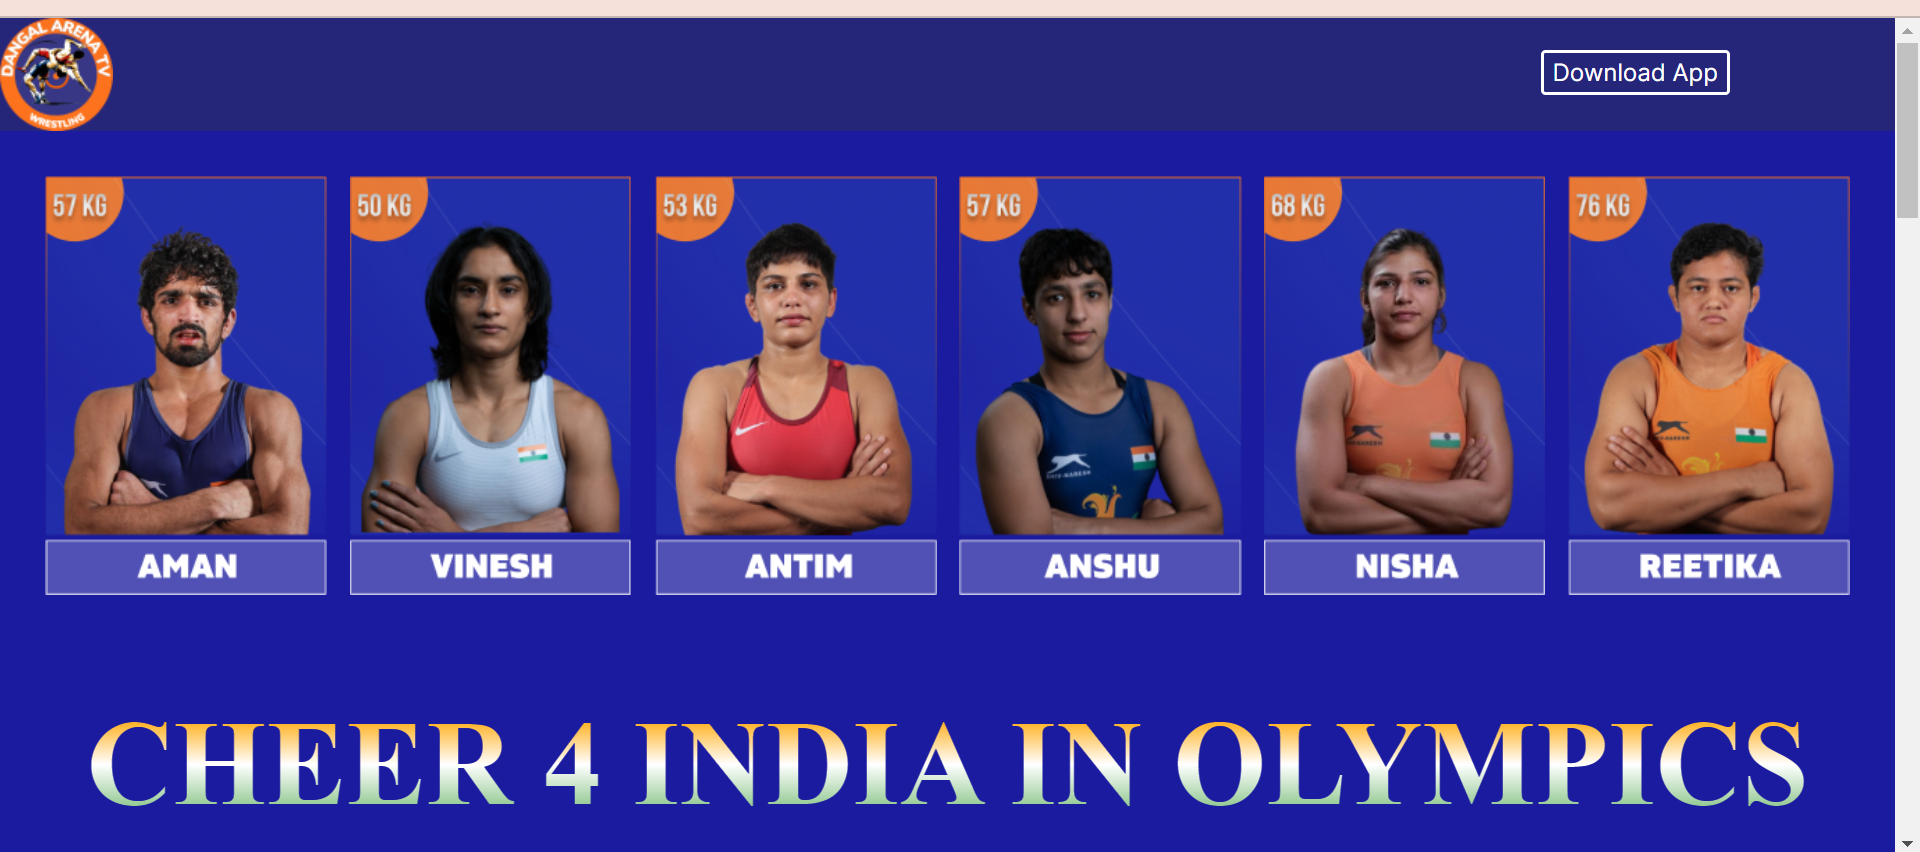 DANGAL ARENA TV
WRESTLING
Download App
57 KG
50 KG
53 KG
57 KG
68 KG
76 KG
AMAN
VINESH
ANTIM
ANSHU
NISHA
REETIKA
CHEER 4 INDIA IN OLYMPICS